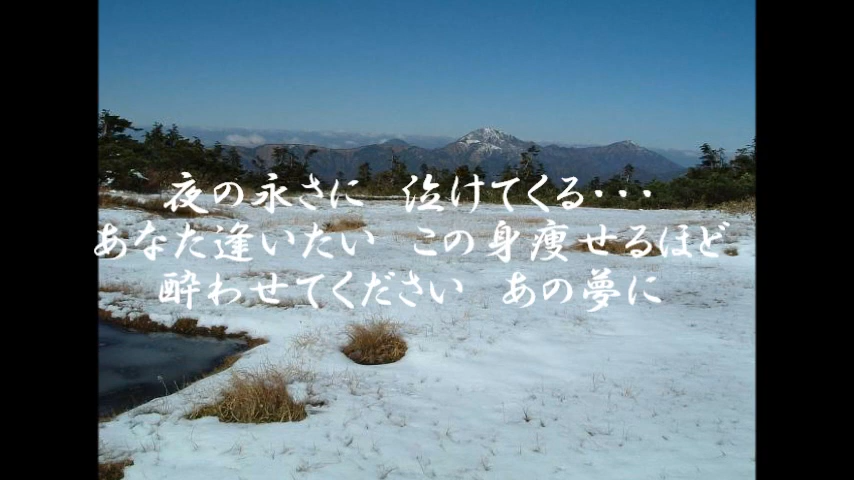 夜の永さに　泣けてくる・・・
あなた逢いたい　この身痩せるほど
酔わせてください　あの夢に